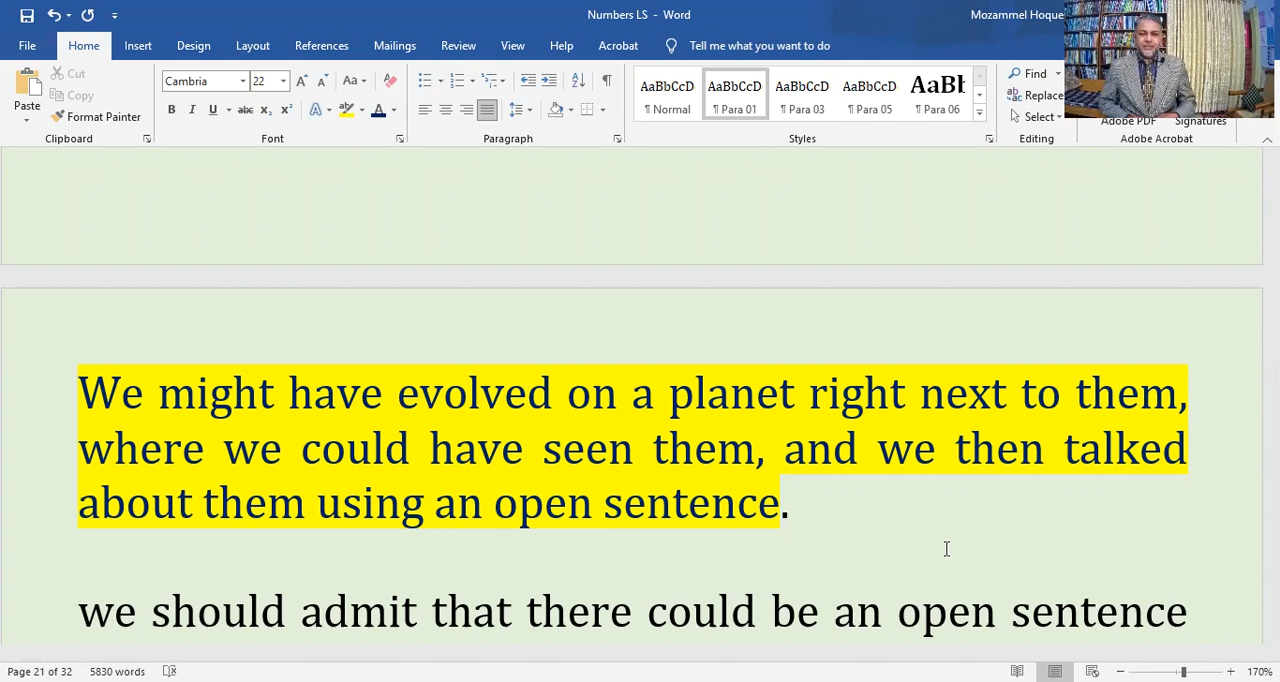 Numbers LS - Word
Mozammel Hoque
File Home Insert Design Layout References Mailings Review View Help Acrobat Tell me what you want to do
Paste
Cut
Copy
Format Painter
Clipboard
Cambria 22
Font
Paragraph
AaBbCcD AaBbCcD AaBbCcD AaBbCcD AaBt
¶ Normal ¶ Para 01 ¶ Para 03 ¶ Para 05 ¶ Para 06
Styles
Find
Replace
Select
Editing
Adobe PDF Signatures
Adobe Acrobat
We might have evolved on a planet right next to them,
where we could have seen them, and we then talked
about them using an open sentence.
we should admit that there could be an open sentence
Page 21 of 32 5830 words 170%